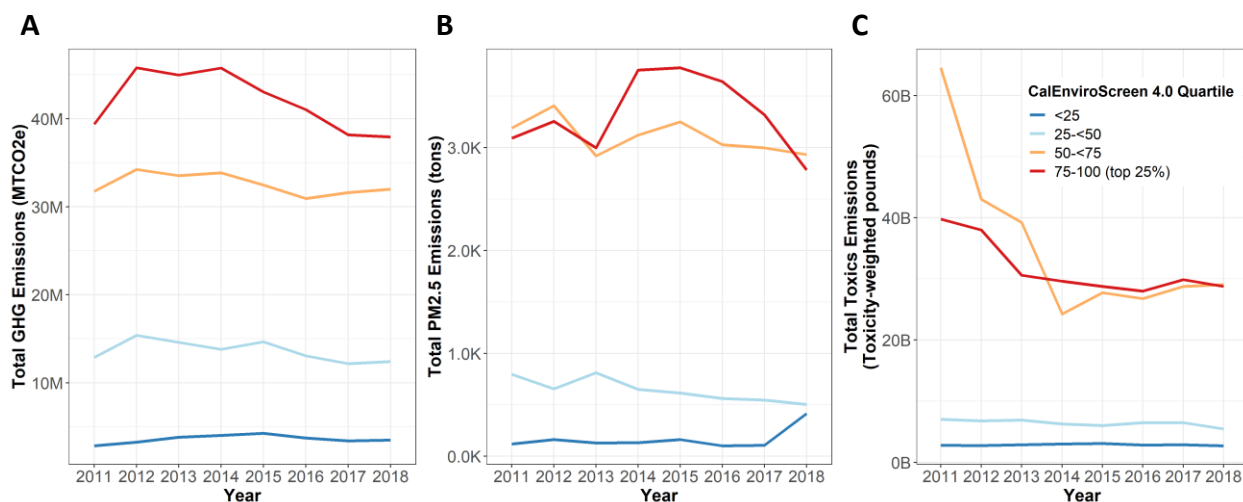 A
Total GHG Emissions (MTCO2e)
40M
30M
20M
10M
2011 2012 2013 2014 2015 2016 2017 2018
Year
B
Total PM2.5 Emissions (tons)
3.0K
2.0K
1.0K
0.0K
2011 2012 2013 2014 2015 2016 2017 2018
Year
C
Total Toxics Emissions
(Toxicity-weighted pounds)
60B
40B
20B
0B
2011 2012 2013 2014 2015 2016 2017 2018
Year
CalEnviroScreen 4.0 Quartile
<25
25-<50
50-<75
75-100 (top 25%)